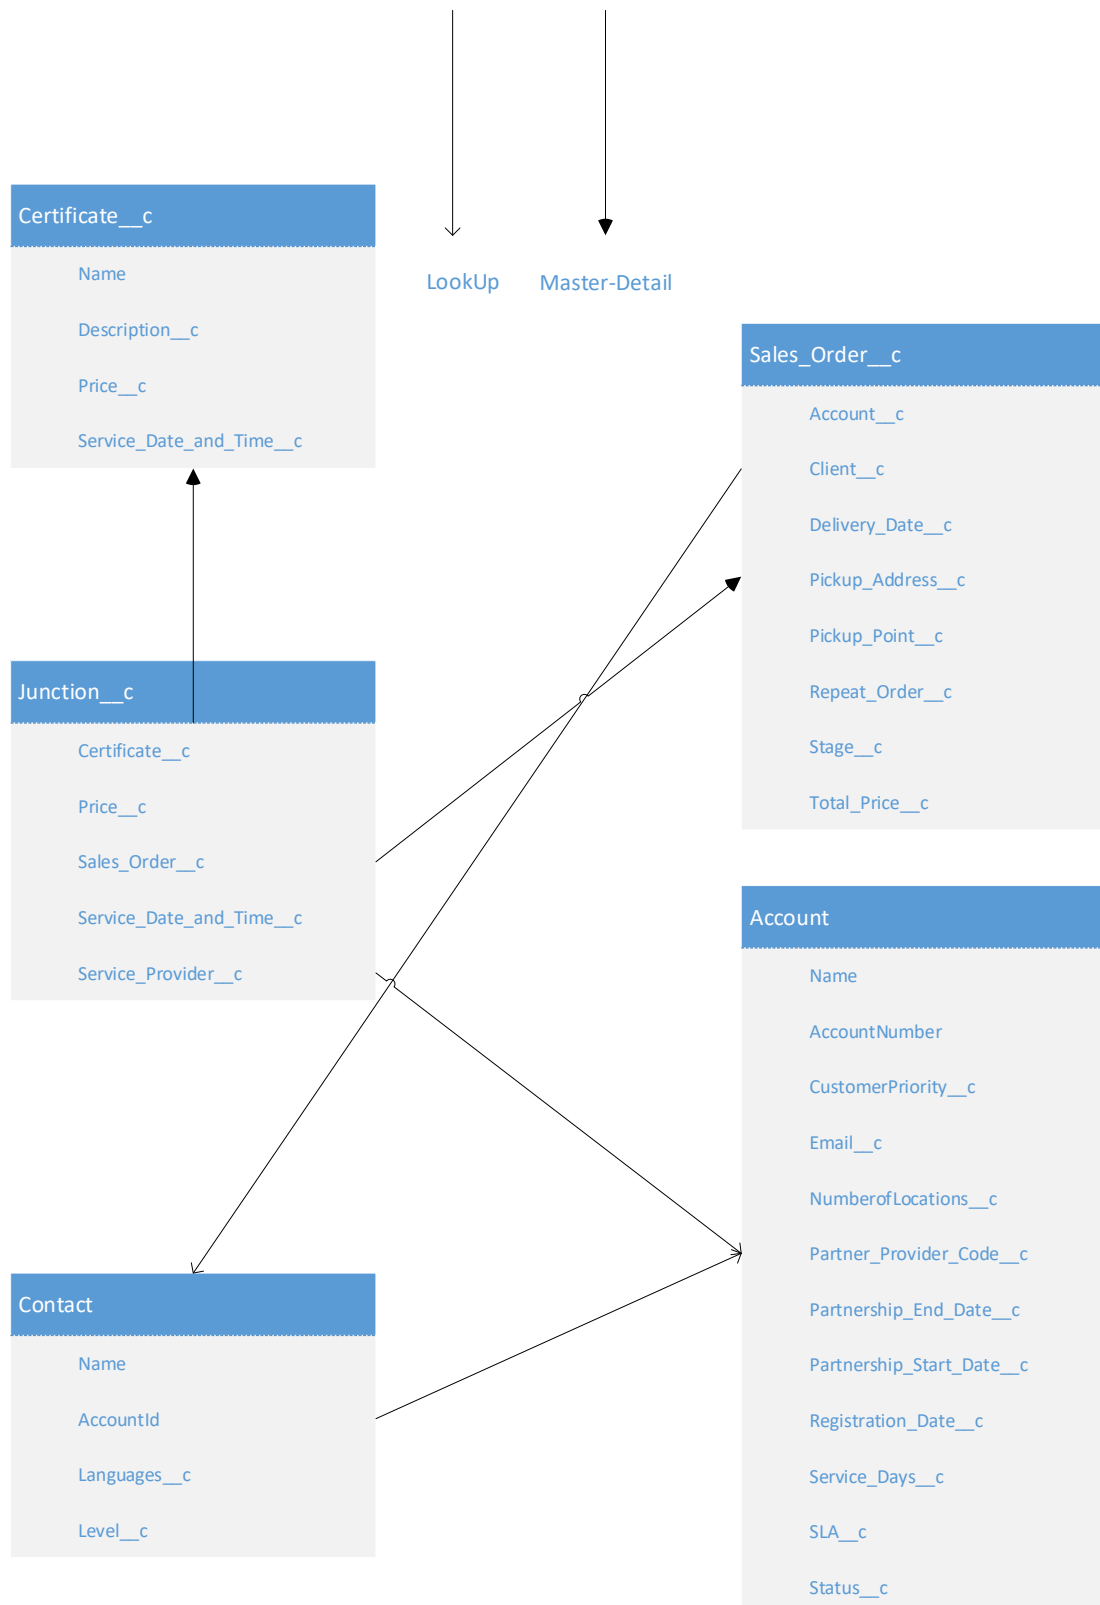 Certificate__c
Name
Description__c
Price__c
Service_Date_and_Time__c
LookUp
Master-Detail
Sales_Order__c
Account__c
Client__c
Delivery_Date__c
Pickup_Address__c
Pickup_Point__c
Repeat_Order__c
Stage__c
Total_Price__c
Junction__c
Certificate__c
Price__c
Sales_Order__c
Service_Date_and_Time__c
Service_Provider__c
Account
Name
AccountNumber
CustomerPriority__c
Email__c
NumberofLocations__c
Partner_Provider_Code__c
Partnership_End_Date__c
Partnership_Start_Date__c
Registration_Date__c
Service_Days__c
SLA__c
Status__c
Contact
Name
AccountId
Languages__c
Level__c